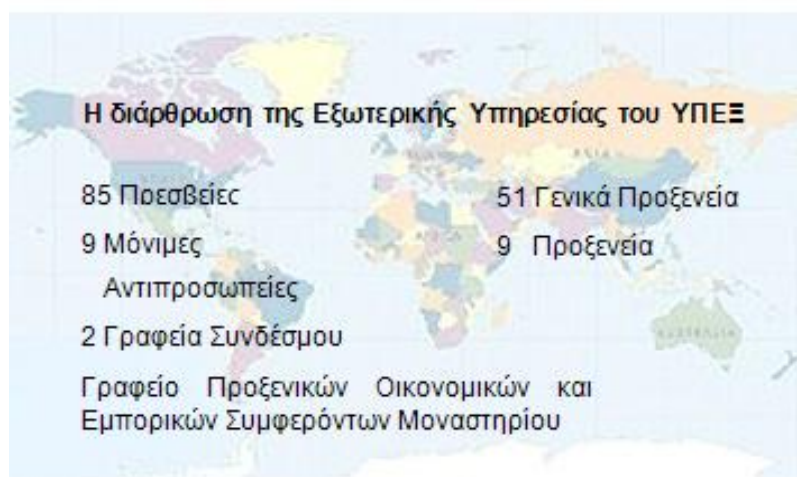 Η διάρθρωση της Εξωτερικής Υπηρεσίας του ΥΠΕΞ
85 Πρεσβείες
51 Γενικά Προξενεία
9 Μόνιμες
Αντιπροσωπείες
9 Προξενεία
2 Γραφεία Συνδέσμου
Γραφείο Προξενικών Οικονομικών και
Εμπορικών Συμφερόντων Μοναστηρίου